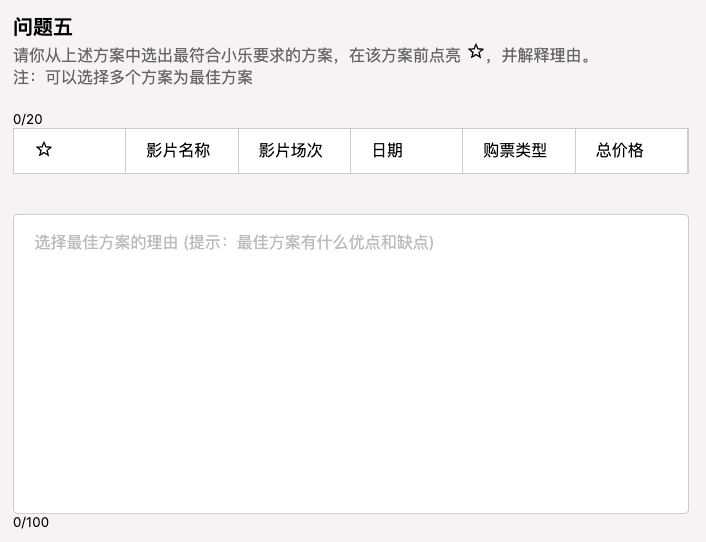 问题五
请你从上述方案中选出最符合小乐要求的方案，在该方案前点亮 ☆，并解释理由。
注：可以选择多个方案为最佳方案
0/20
☆ 影片名称 影片场次 日期 购票类型 总价格
选择最佳方案的理由 (提示：最佳方案有什么优点和缺点)
0/100